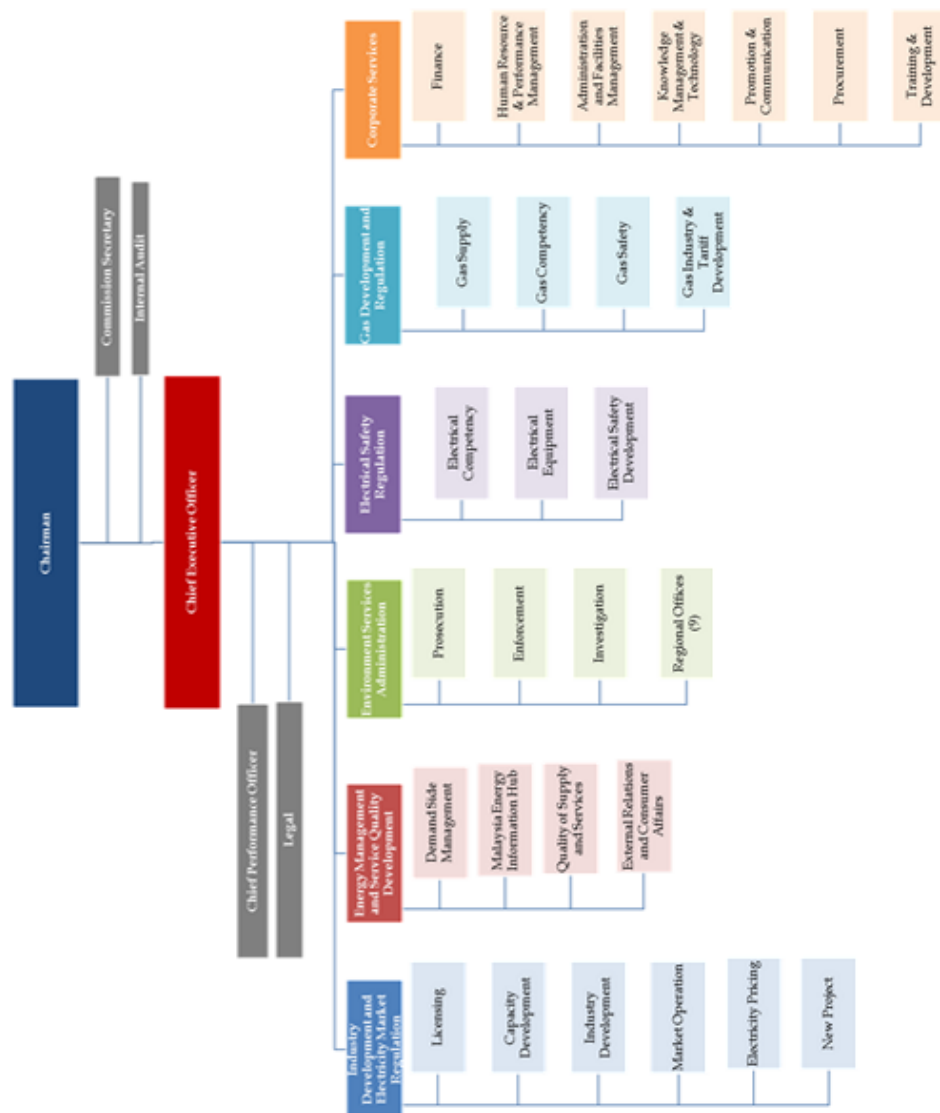 Chairman
Commission Secretary
Internal Audit
Chief Executive Officer
Chief Performance Officer
Legal
Industry
Development and
Electricity Market
Regulation
Licensing
Capacity
Development
Industry
Development
Market Operation
Electricity Pricing
New Project
Energy Management
and Service Quality
Development
Demand Side
Management
Malaysia Energy
Information Hub
Quality of Supply
and Services
External Relations
and Consumer
Affairs
Environment Services
Administration
Prosecution
Enforcement
Investigation
Regional Offices
(9)
Electrical Safety
Regulation
Electrical
Competency
Electrical
Equipment
Electrical Safety
Development
Gas Development and
Regulation
Gas Supply
Gas Competency
Gas Safety
Gas Industry &
Tariff
Development
Corporate Services
Finance
Human Resource
& Performance
Management
Administration
and Facilities
Management
Knowledge
Management &
Technology
Promotion &
Communication
Procurement
Training &
Development